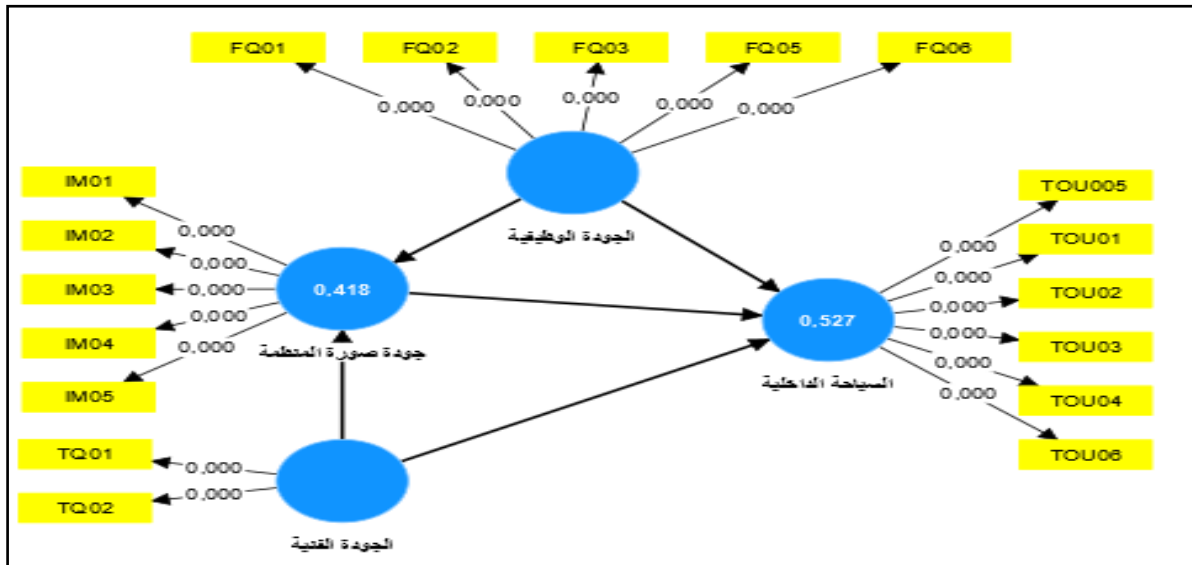 FQ01 FQ02 FQ03 FQ05 FQ06
0,000 0,000 0,000 0,000 0,000
الجودة الوظيفية
IM01
IM02
IM03
IM04
IM05
0,000
0,000
0,000
0,000
0,000
0,418
جودة صورة المنظمة
TQ01
TQ02
0,000
0,000
الجودة الفنية
TOU005
TOU01
TOU02
TOU03
TOU04
TOU06
0,000
0,000
0,000
0,000
0,000
0,000
0,527
السياحة الداخلية